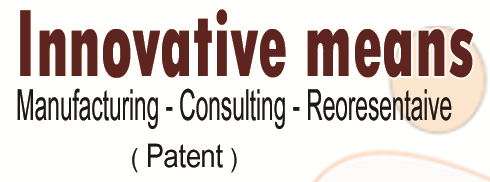 Innovative means
Manufacturing - Consulting - Reoresentaive
( Patent )